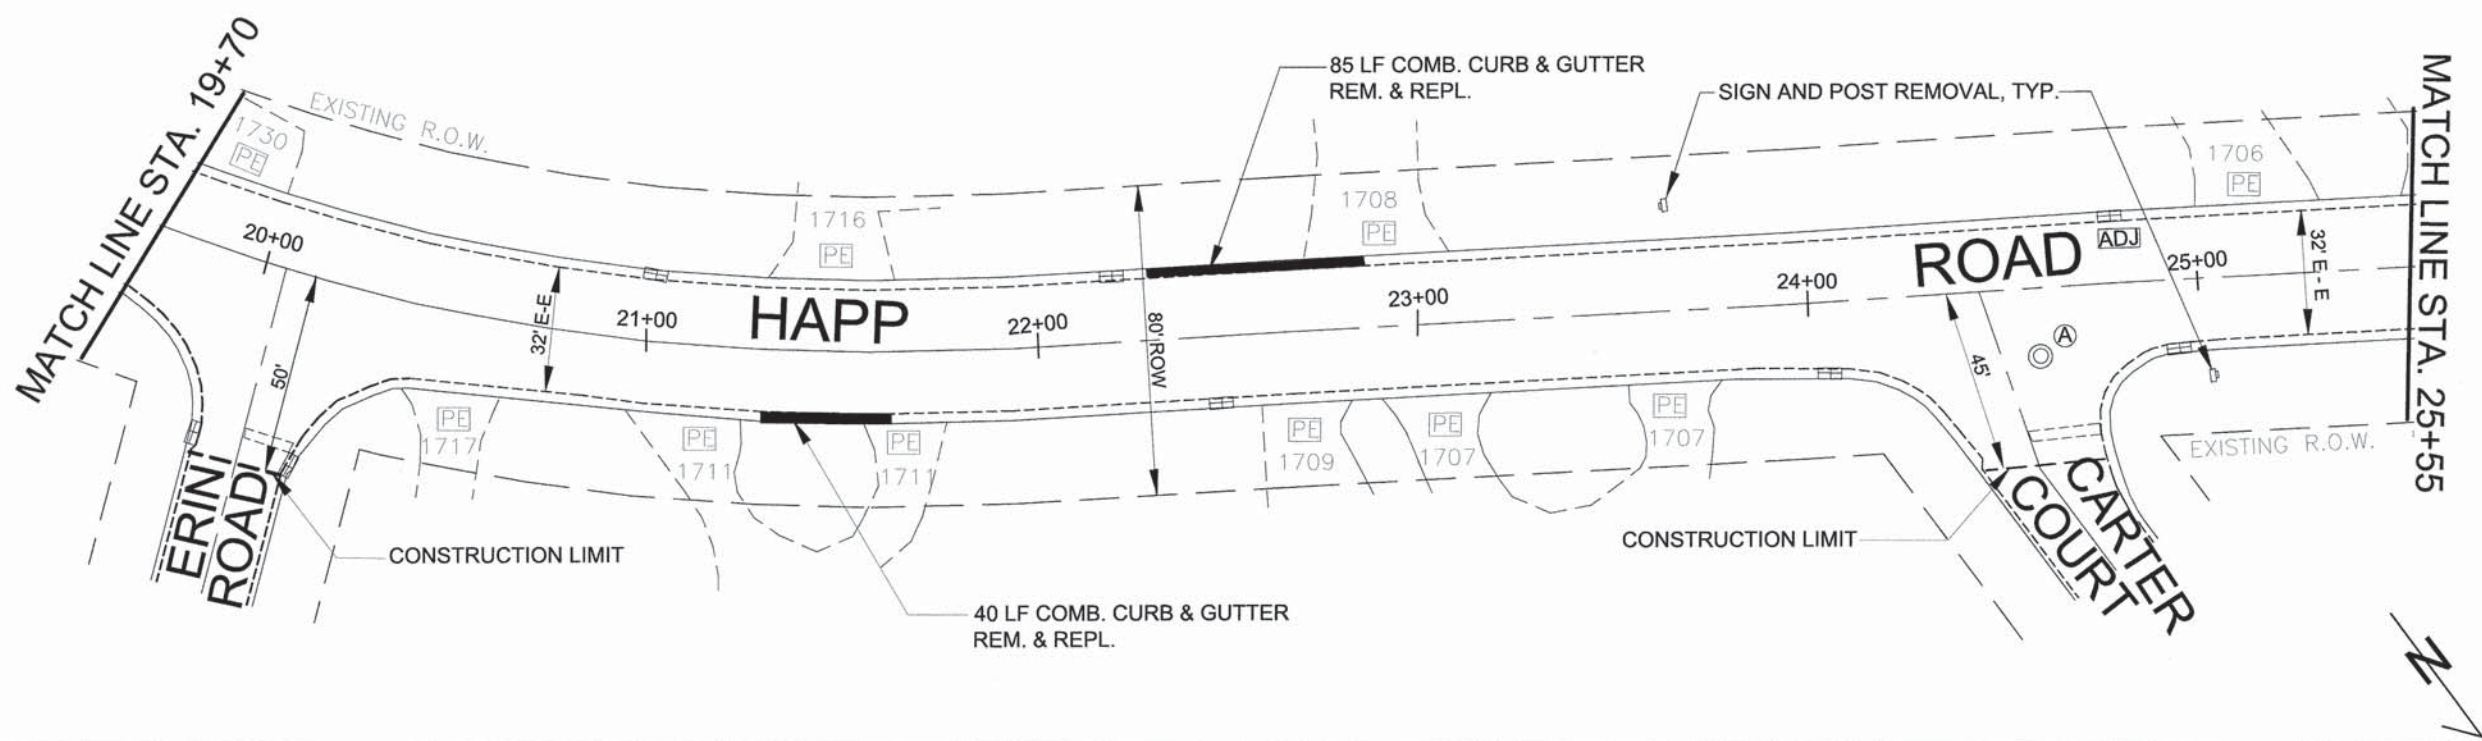 MATCH LINE STA. 19+70
EXISTING R.O.W.
1730
PE
85 LF COMB. CURB & GUTTER
REM. & REPL.
SIGN AND POST REMOVAL, TYP.
MATCH LINE STA. 25+55
1716
PE
1708
PE
1706
PE
20+00
21+00
HAPP
22+00
23+00
24+00
ROAD
ADJ
25+00
32' E-E
32' E-E
50'
80' ROW
45'
A
PE
1717
PE
1711
PE
1711
PE
1709
PE
1707
PE
1707
EXISTING R.O.W.
ERINI
ROAD
CONSTRUCTION LIMIT
CONSTRUCTION LIMIT
CARTER
COURT
40 LF COMB. CURB & GUTTER
REM. & REPL.
N